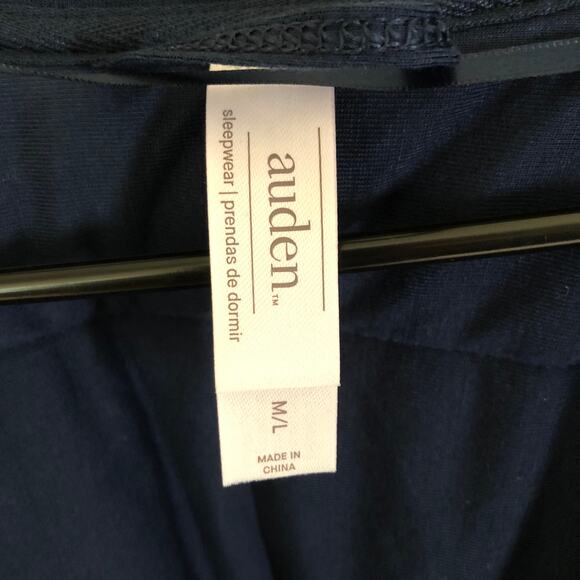 auden™
sleepwear | prendas de dormir
M/L
MADE IN
CHINA